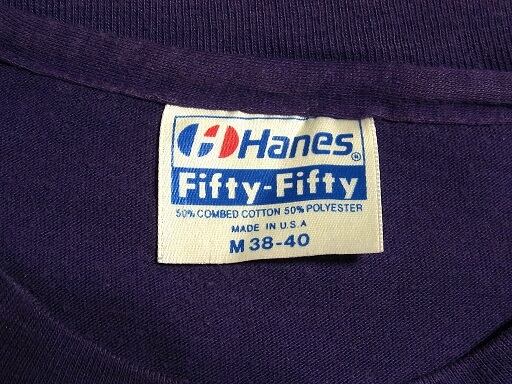 Hanes®
Fifty-Fifty
50% COMBED COTTON 50% POLYESTER
MADE IN U.S.A
M 38-40